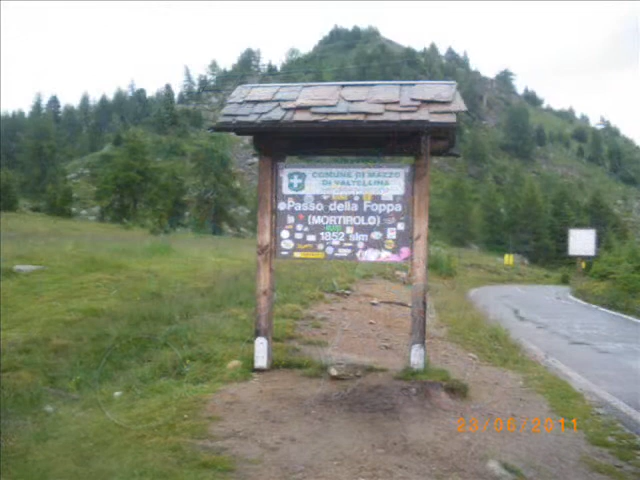 COMUNE DI MAZZO
DI VALTELLINA
Passo della Foppa
(MORTIROLO)
1852 slm
23/06/2011